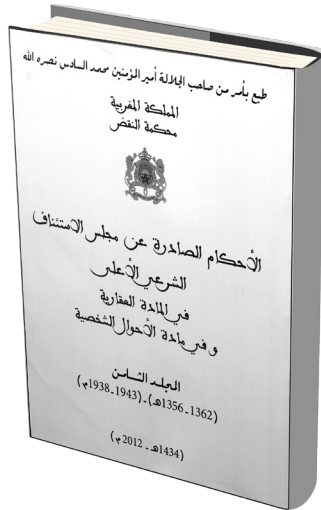 طبع بأمر من صاحب الجلالة أمير المؤمنين محمد السادس نصره الله
المملكة المغربية
محكمة النقض
الأحكام الصادرة عن مجلس الاستئناف
الشرعي الأعلى
في المادة العقارية
وفي مادة الأحوال الشخصية
المجلد الثامن
(1362 ـ 1356هـ) ـ (1943 ـ 1938م)
(1434هـ ـ 2012م)